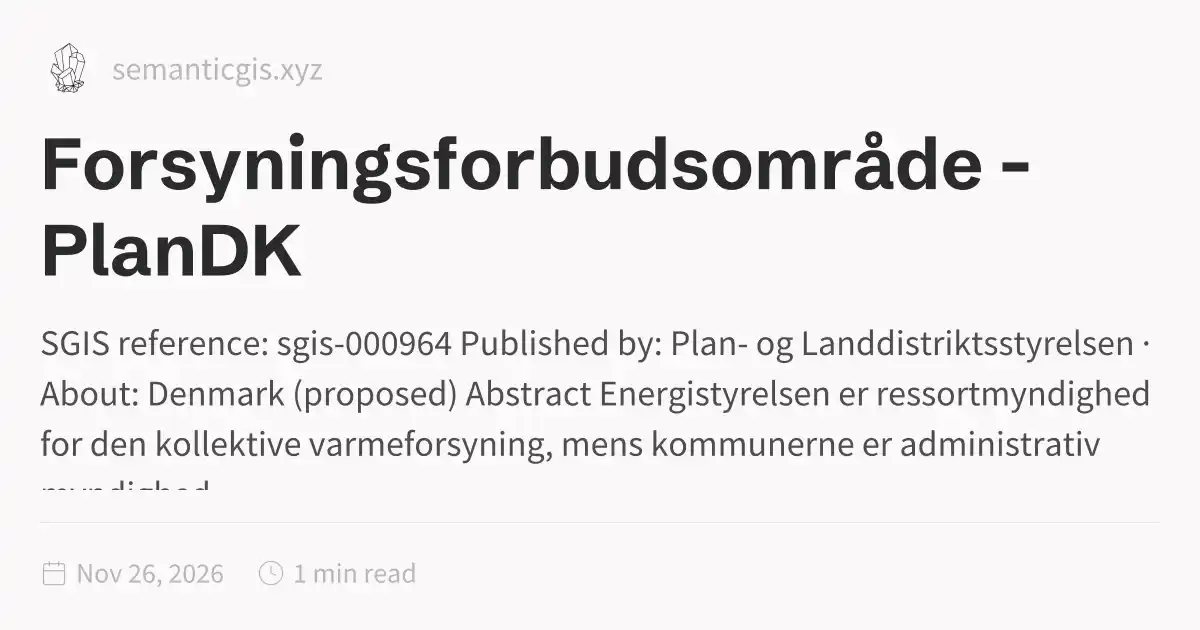 semanticgis.xyz
Forsyningsforbudsområde -
PlanDK
SGIS reference: sgis-000964 Published by: Plan- og Landdistriktsstyrelsen ·
About: Denmark (proposed) Abstract Energistyrelsen er ressortmyndighed
for den kollektive varmeforsyning, mens kommunerne er administrativ
myndighed
Nov 26, 2026
1 min read